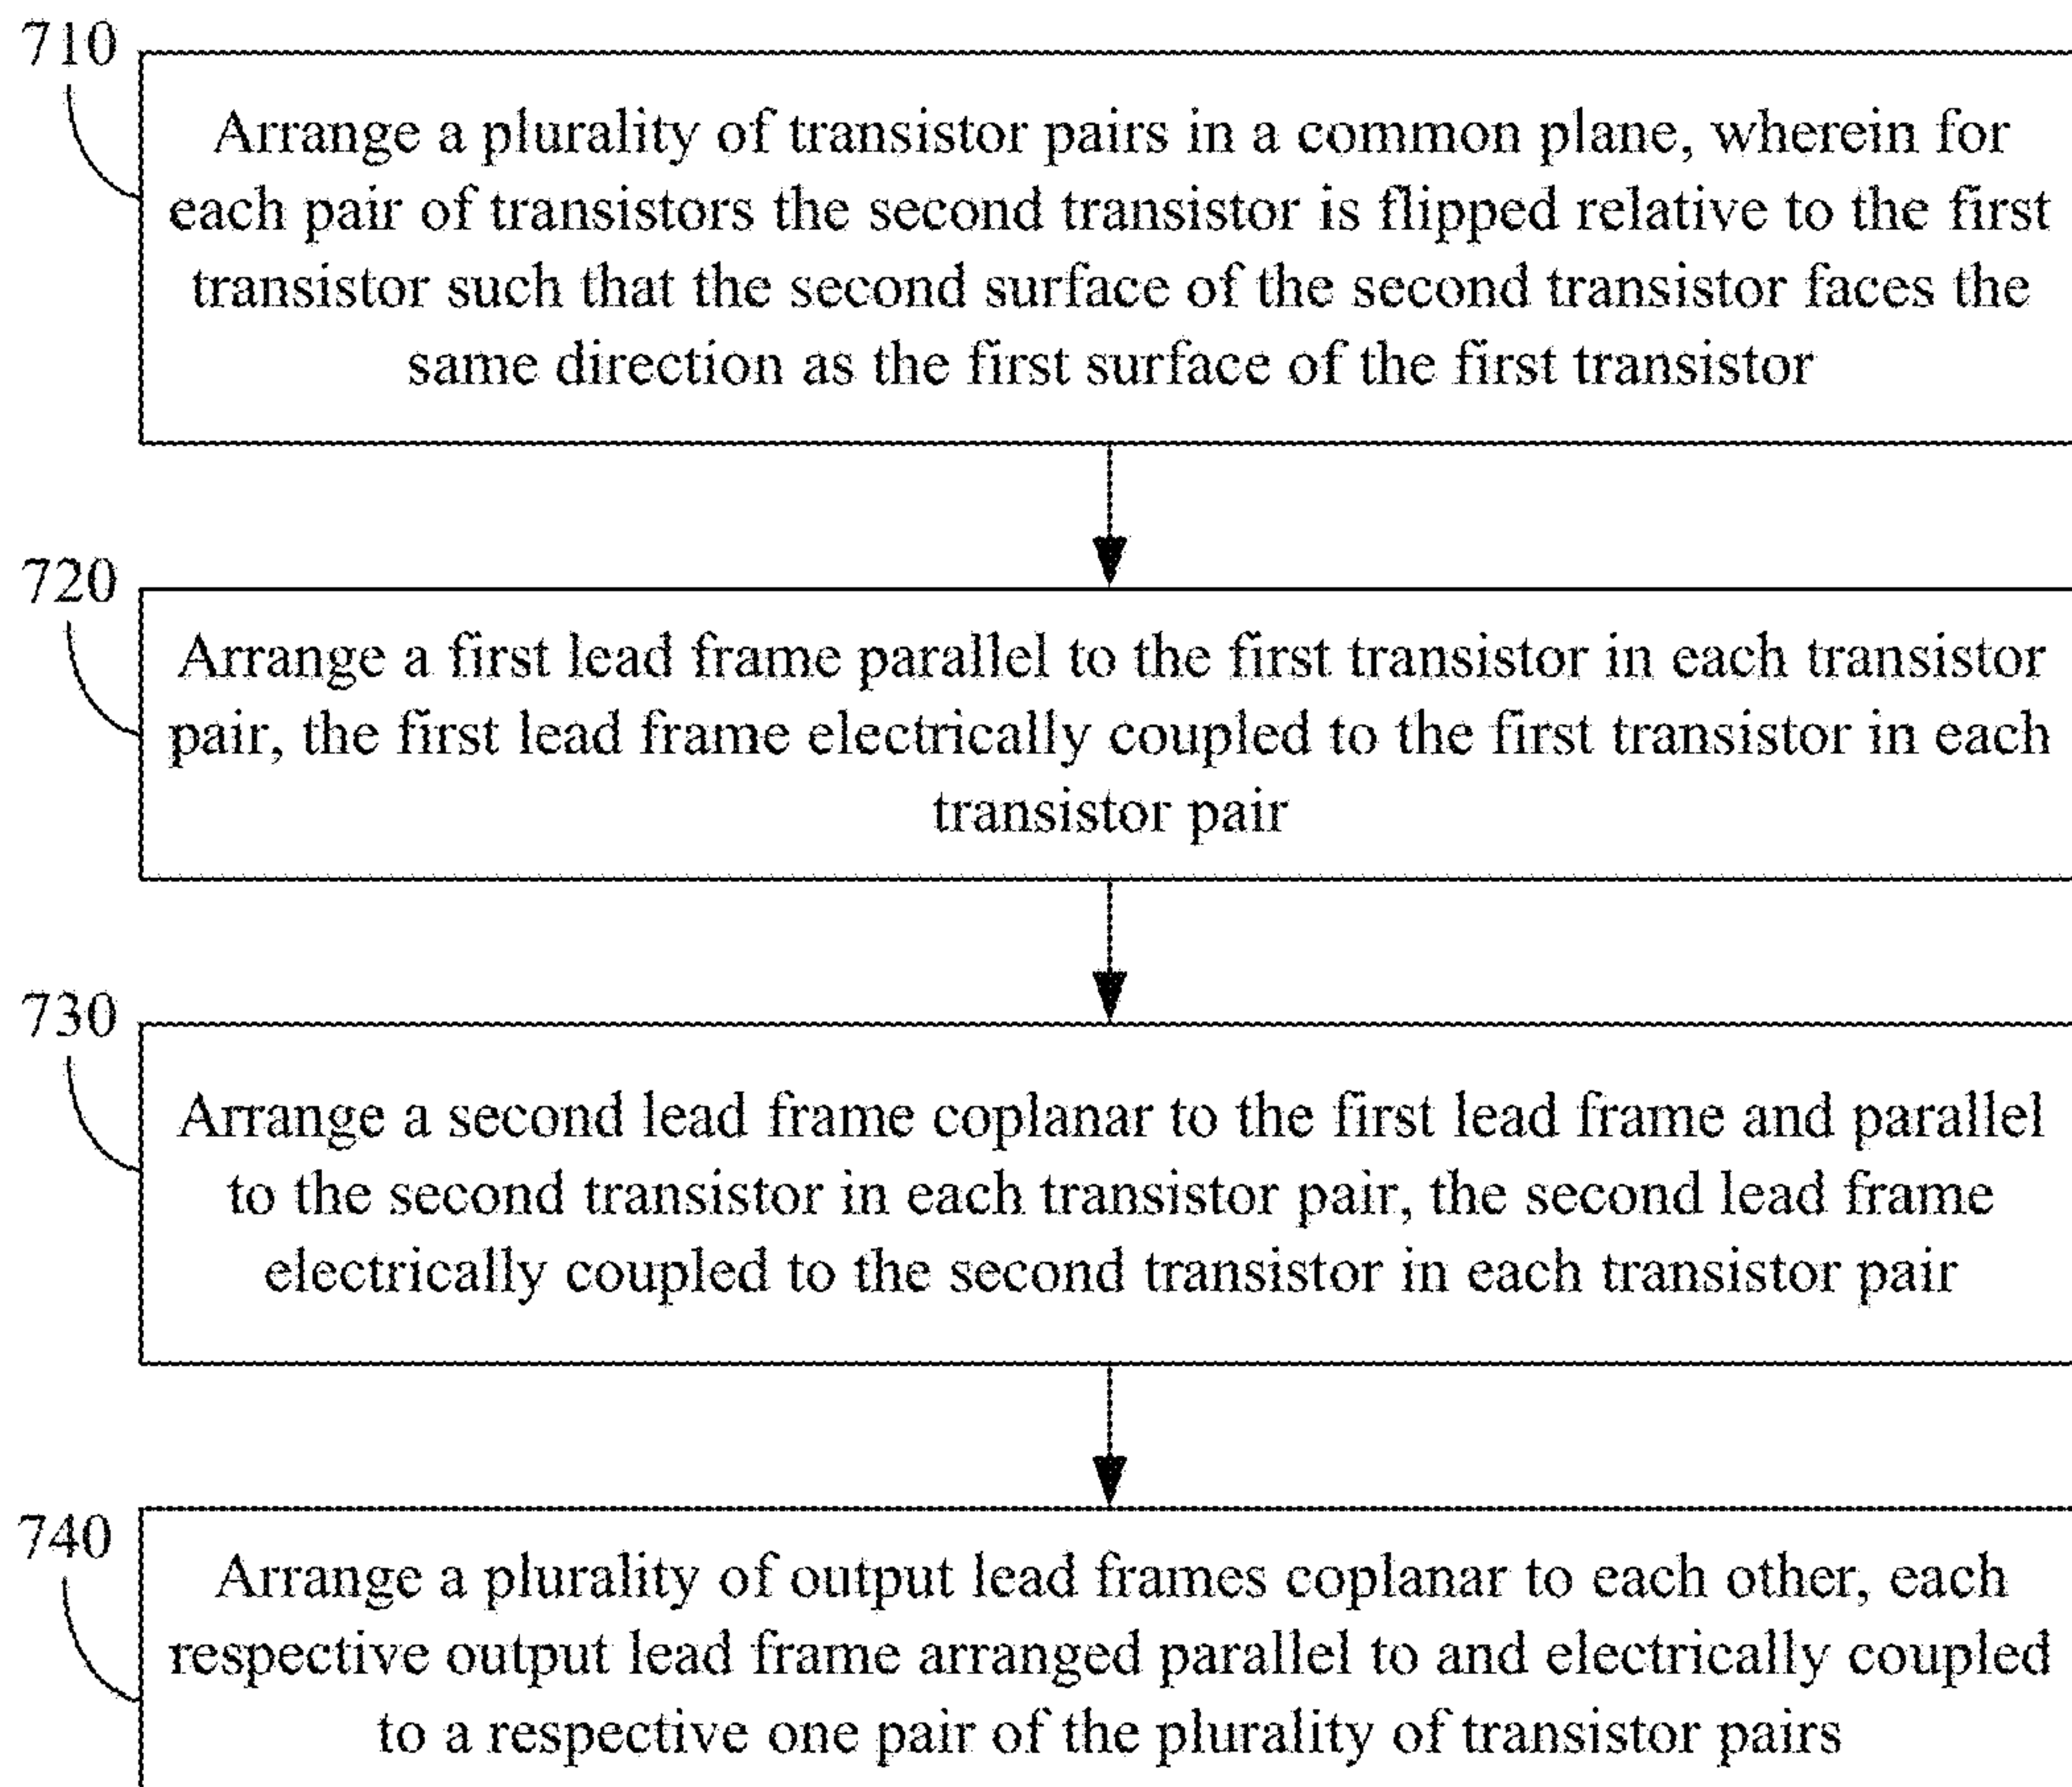 710
Arrange a plurality of transistor pairs in a common plane, wherein for
each pair of transistors the second transistor is flipped relative to the first
transistor such that the second surface of the second transistor faces the
same direction as the first surface of the first transistor
720
Arrange a first lead frame parallel to the first transistor in each transistor
pair, the first lead frame electrically coupled to the first transistor in each
transistor pair
730
Arrange a second lead frame coplanar to the first lead frame and parallel
to the second transistor in each transistor pair, the second lead frame
electrically coupled to the second transistor in each transistor pair
740
Arrange a plurality of output lead frames coplanar to each other, each
respective output lead frame arranged parallel to and electrically coupled
to a respective one pair of the plurality of transistor pairs